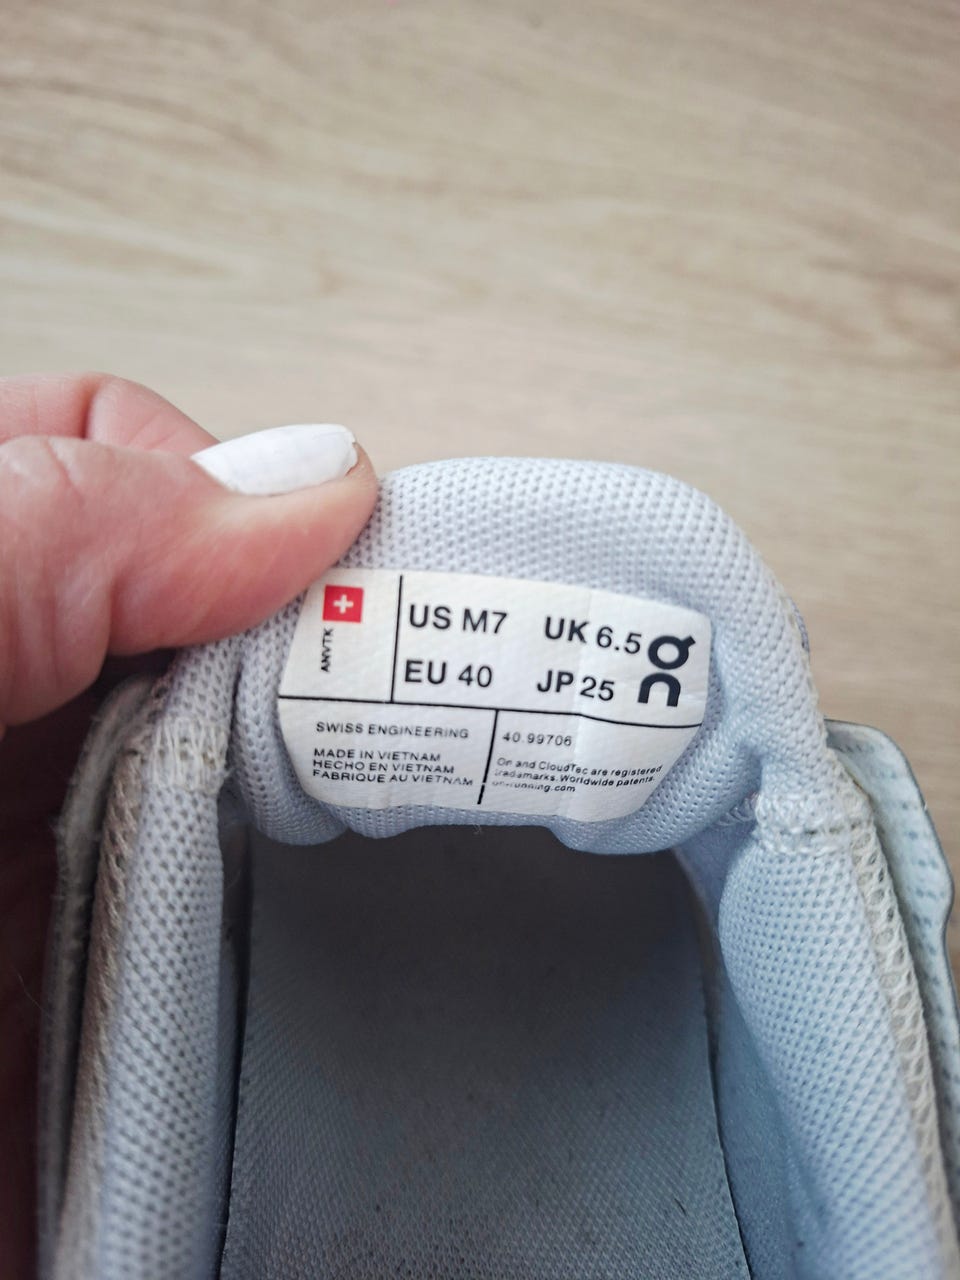 ANVTK
US M7 UK 6.5
EU 40 JP 25
On
SWISS ENGINEERING
MADE IN VIETNAM
HECHO EN VIETNAM
FABRIQUE AU VIETNAM
40.99706
On and CloudTec are registered
trademarks. Worldwide patents.
on-running.com